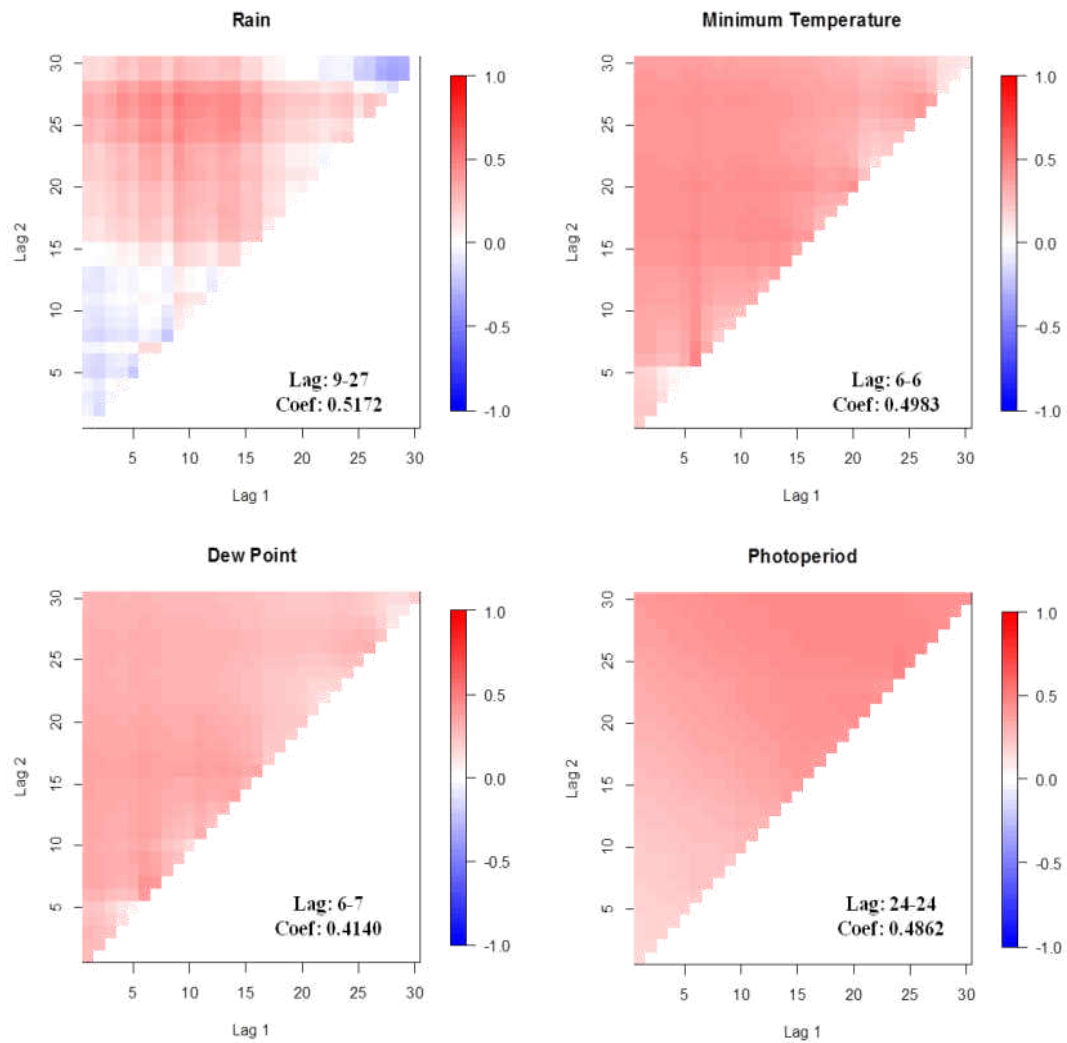 Rain
30
25
20
15
10
5
Lag 2
5 10 15 20 25 30
Lag 1
Lag: 9-27
Coef: 0.5172
1.0
0.5
0.0
-0.5
-1.0
Minimum Temperature
30
25
20
15
10
5
Lag 2
5 10 15 20 25 30
Lag 1
Lag: 6-6
Coef: 0.4983
1.0
0.5
0.0
-0.5
-1.0
Dew Point
30
25
20
15
10
5
Lag 2
5 10 15 20 25 30
Lag 1
Lag: 6-7
Coef: 0.4140
1.0
0.5
0.0
-0.5
-1.0
Photoperiod
30
25
20
15
10
5
Lag 2
5 10 15 20 25 30
Lag 1
Lag: 24-24
Coef: 0.4862
1.0
0.5
0.0
-0.5
-1.0